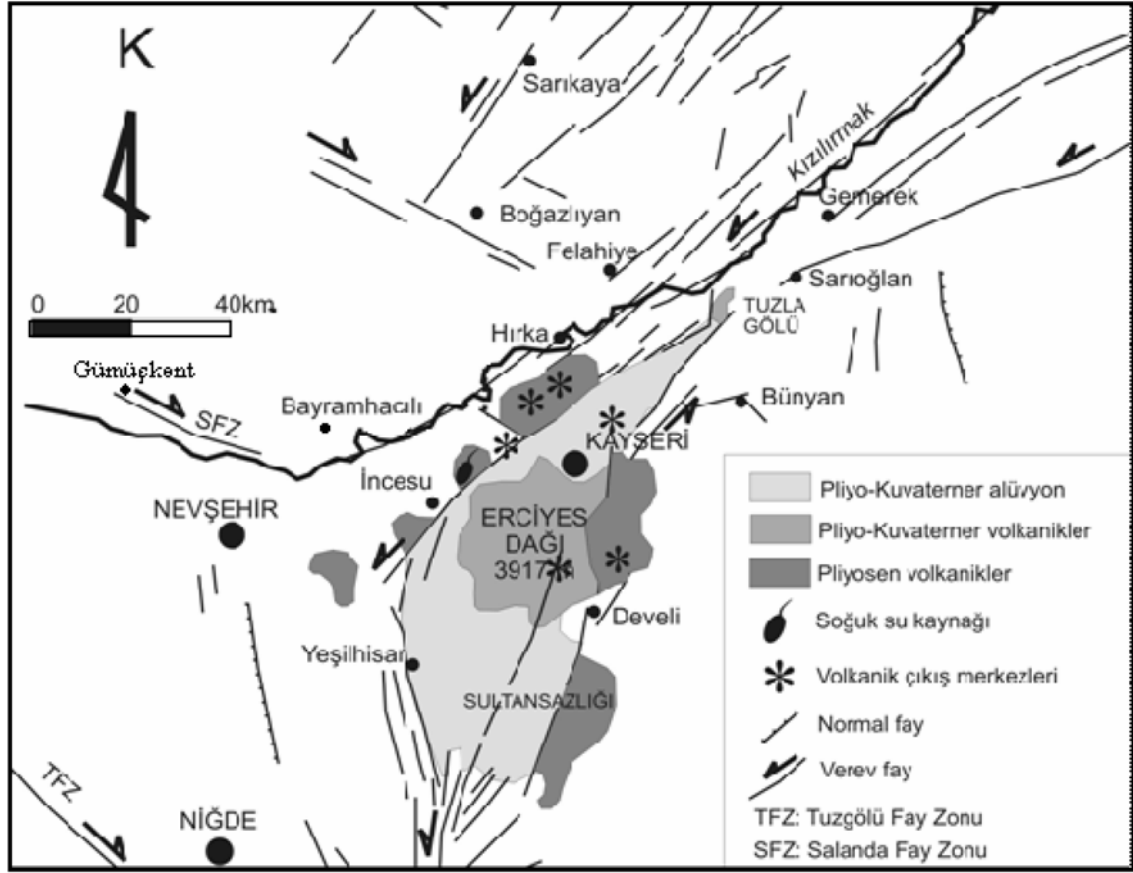 K
Sarıkaya
Kızılırmak
Boğazlıyan
Gemerek
Felahiye
Sarıoğlan
0 20 40km.
TUZLA
GÖLÜ
Hırka
Gümüşkent
Bünyan
Bayramhacılı
SFZ
KAYSERİ
İncesu
NEVŞEHİR
ERCİYES
DAĞI
3917
Develi
Yeşilhisar
SULTANSAZLIĞI
TFZ
NİĞDE
Pliyo-Kuvaterner alüvyon
Pliyo-Kuvaterner volkanikler
Pliyosen volkanikler
Soğuk su kaynağı
Volkanik çıkış merkezleri
Normal fay
Verev fay
TFZ: Tuzgölü Fay Zonu
SFZ: Salanda Fay Zonu